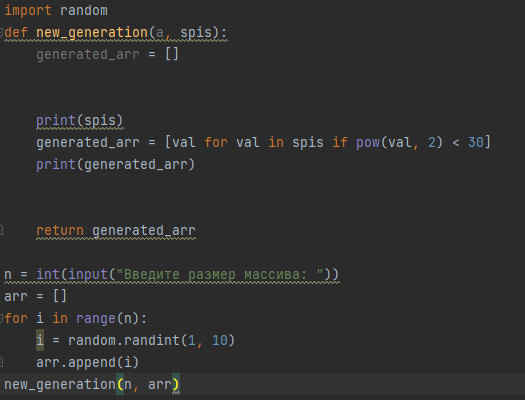 import random
def new_generation(a, spis):
    generated_arr = []
    print(spis)
    generated_arr = [val for val in spis if pow(val, 2) < 30]
    print(generated_arr)
    return generated_arr
n = int(input("Введите размер массива: "))
arr = []
for i in range(n):
    i = random.randint(1, 10)
    arr.append(i)
new_generation(n, arr)